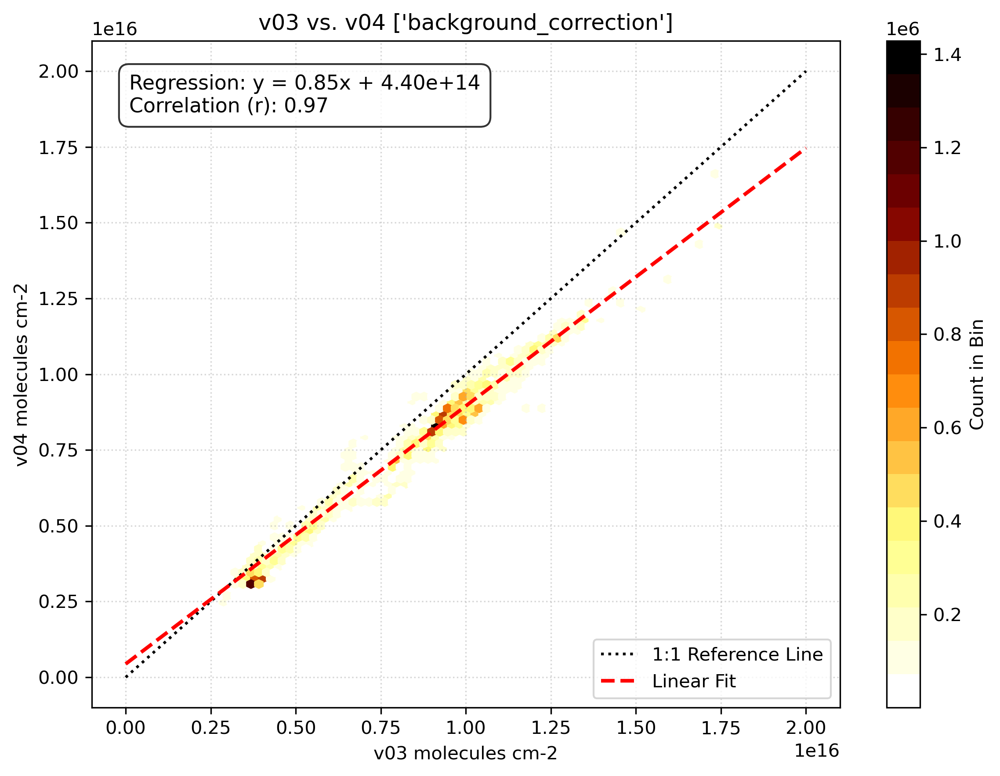 v03 vs. v04 ['background_correction']
1e16
1e6
Regression: y = 0.85x + 4.40e+14
Correlation (r): 0.97
2.00
1.75
1.50
1.25
1.00
0.75
0.50
0.25
0.00
v04 molecules cm-2
0.00 0.25 0.50 0.75 1.00 1.25 1.50 1.75 2.00
1e16
v03 molecules cm-2
1:1 Reference Line
Linear Fit
1.4
1.2
1.0
0.8
0.6
0.4
0.2
Count in Bin